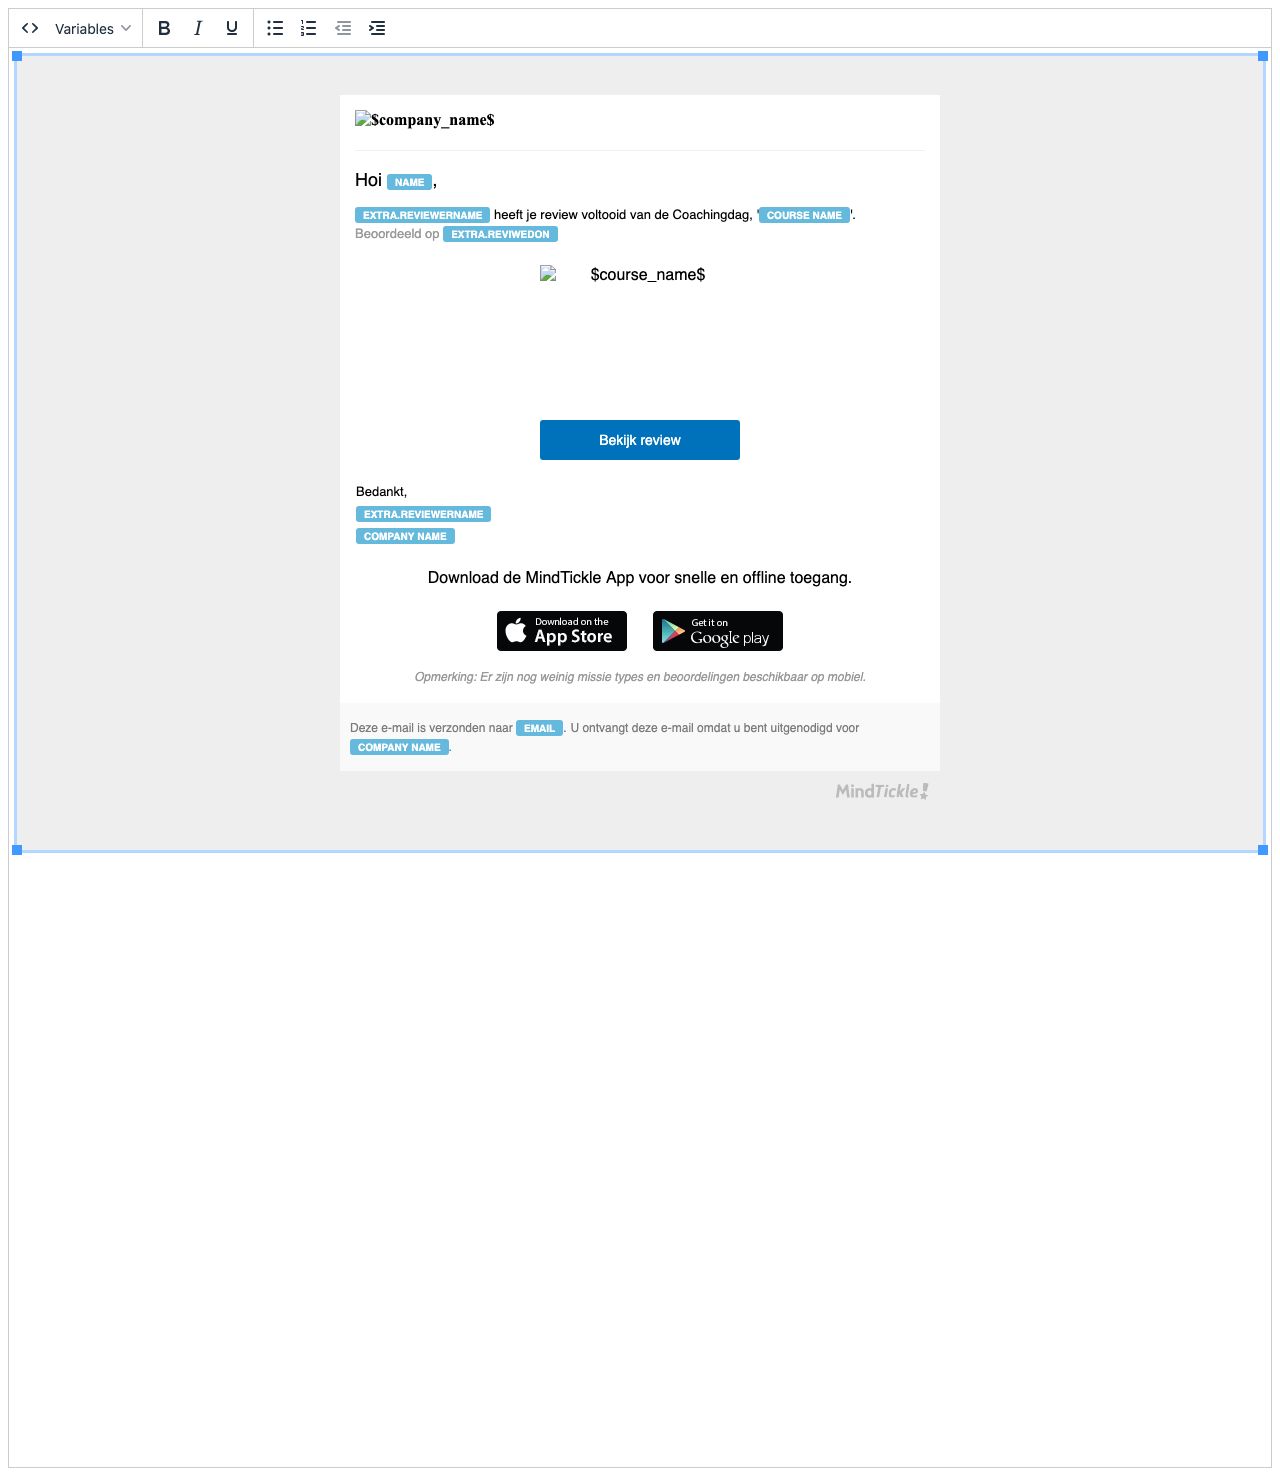 Variables B I U
$company_name$
Hoi NAME,
EXTRA.REVIEWERNAME heeft je review voltooid van de Coachingdag, 'COURSE NAME'.
Beoordeeld op EXTRA.REVIWEDON
$course_name$
Bekijk review
Bedankt,
EXTRA.REVIEWERNAME
COMPANY NAME
Download de MindTickle App voor snelle en offline toegang.
Download on the App Store
Get it on Google play
Opmerking: Er zijn nog weinig missie types en beoordelingen beschikbaar op mobiel.
Deze e-mail is verzonden naar EMAIL. U ontvangt deze e-mail omdat u bent uitgenodigd voor
COMPANY NAME.
MindTickle!